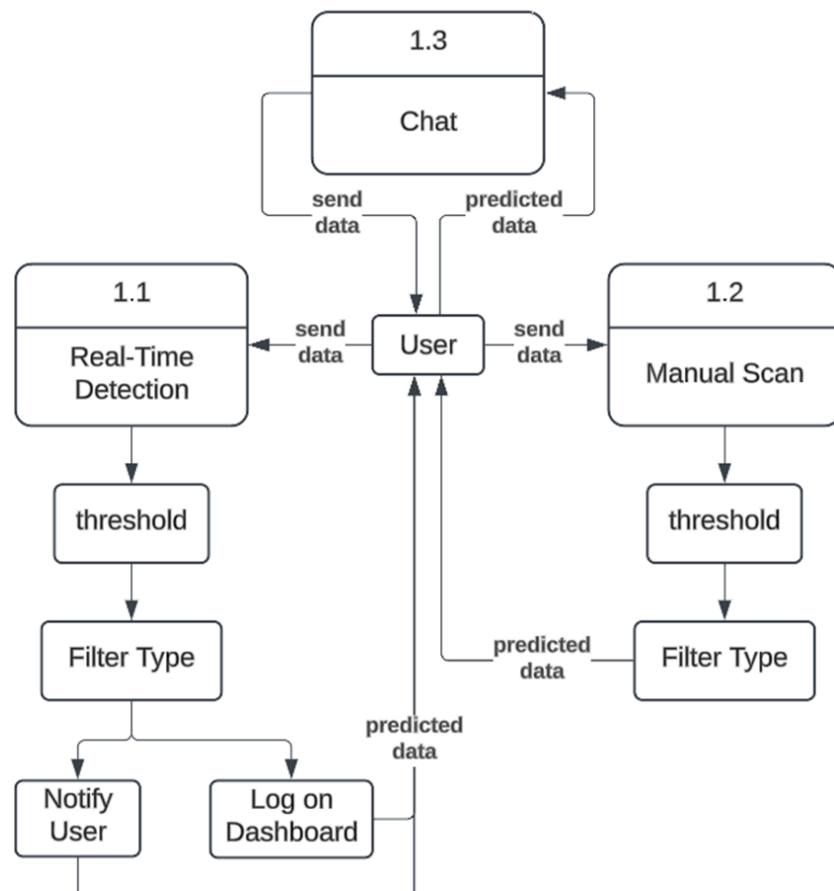 1.3
Chat
send
data
predicted
data
1.1
Real-Time
Detection
send
data
User
send
data
1.2
Manual Scan
threshold
threshold
Filter Type
predicted
data
Filter Type
predicted
data
Notify
User
Log on
Dashboard